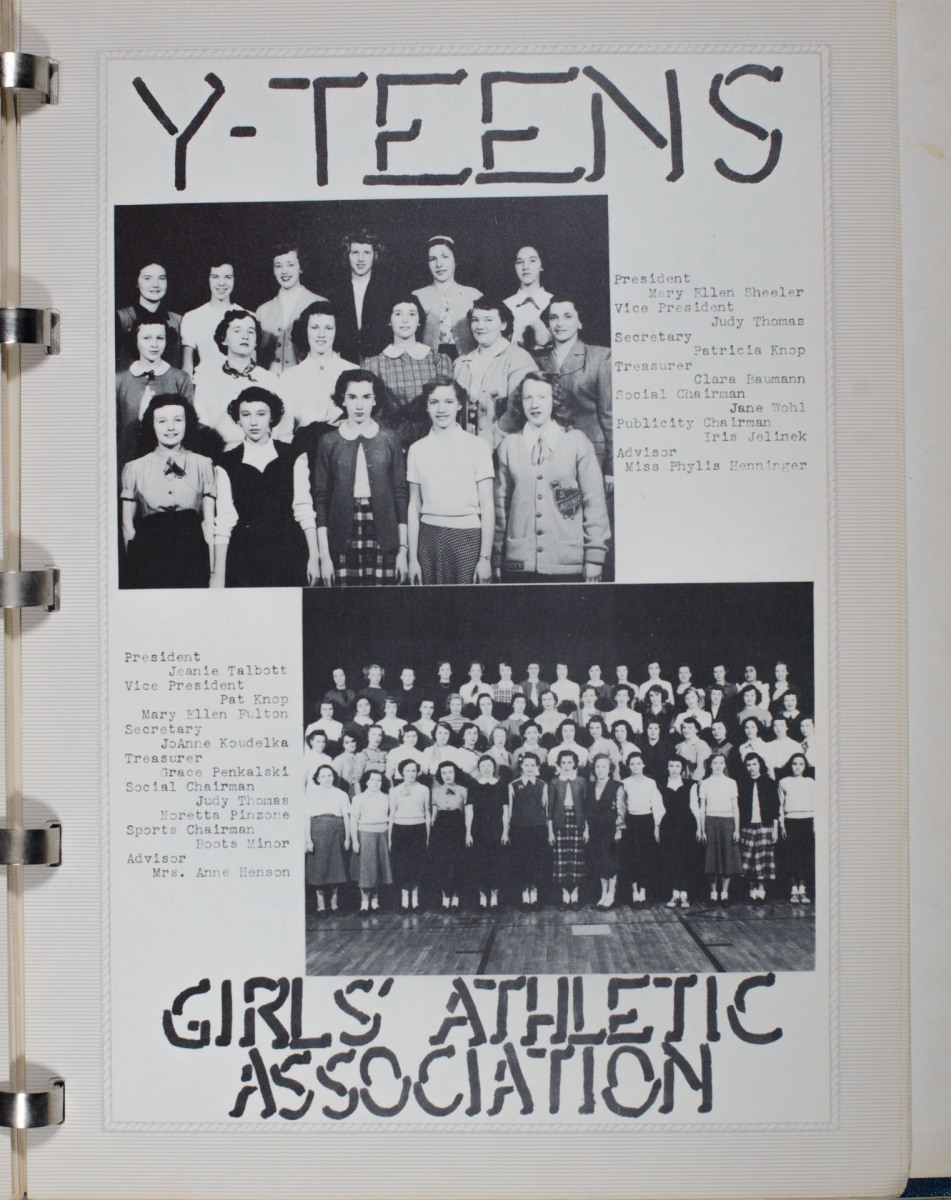 Y-TEENS
President
Mary Ellen Sheeler
Vice President
Judy Thomas
Secretary
Patricia Knop
Treasurer
Clara Baumann
Social Chairman
Jane Wohl
Publicity Chairman
Iris Jelinek
Advisor
Miss Phylis Henninger
President
Jeanie Talbott
Vice President
Pat Knop
Mary Ellen Fulton
Secretary
JoAnne Koudelka
Treasurer
Grace Penkalski
Social Chairman
Judy Thomas
Noretta Pinzone
Sports Chairman
Boots Minor
Advisor
Mrs. Anne Henson
GIRLS' ATHLETIC
ASSOCIATION